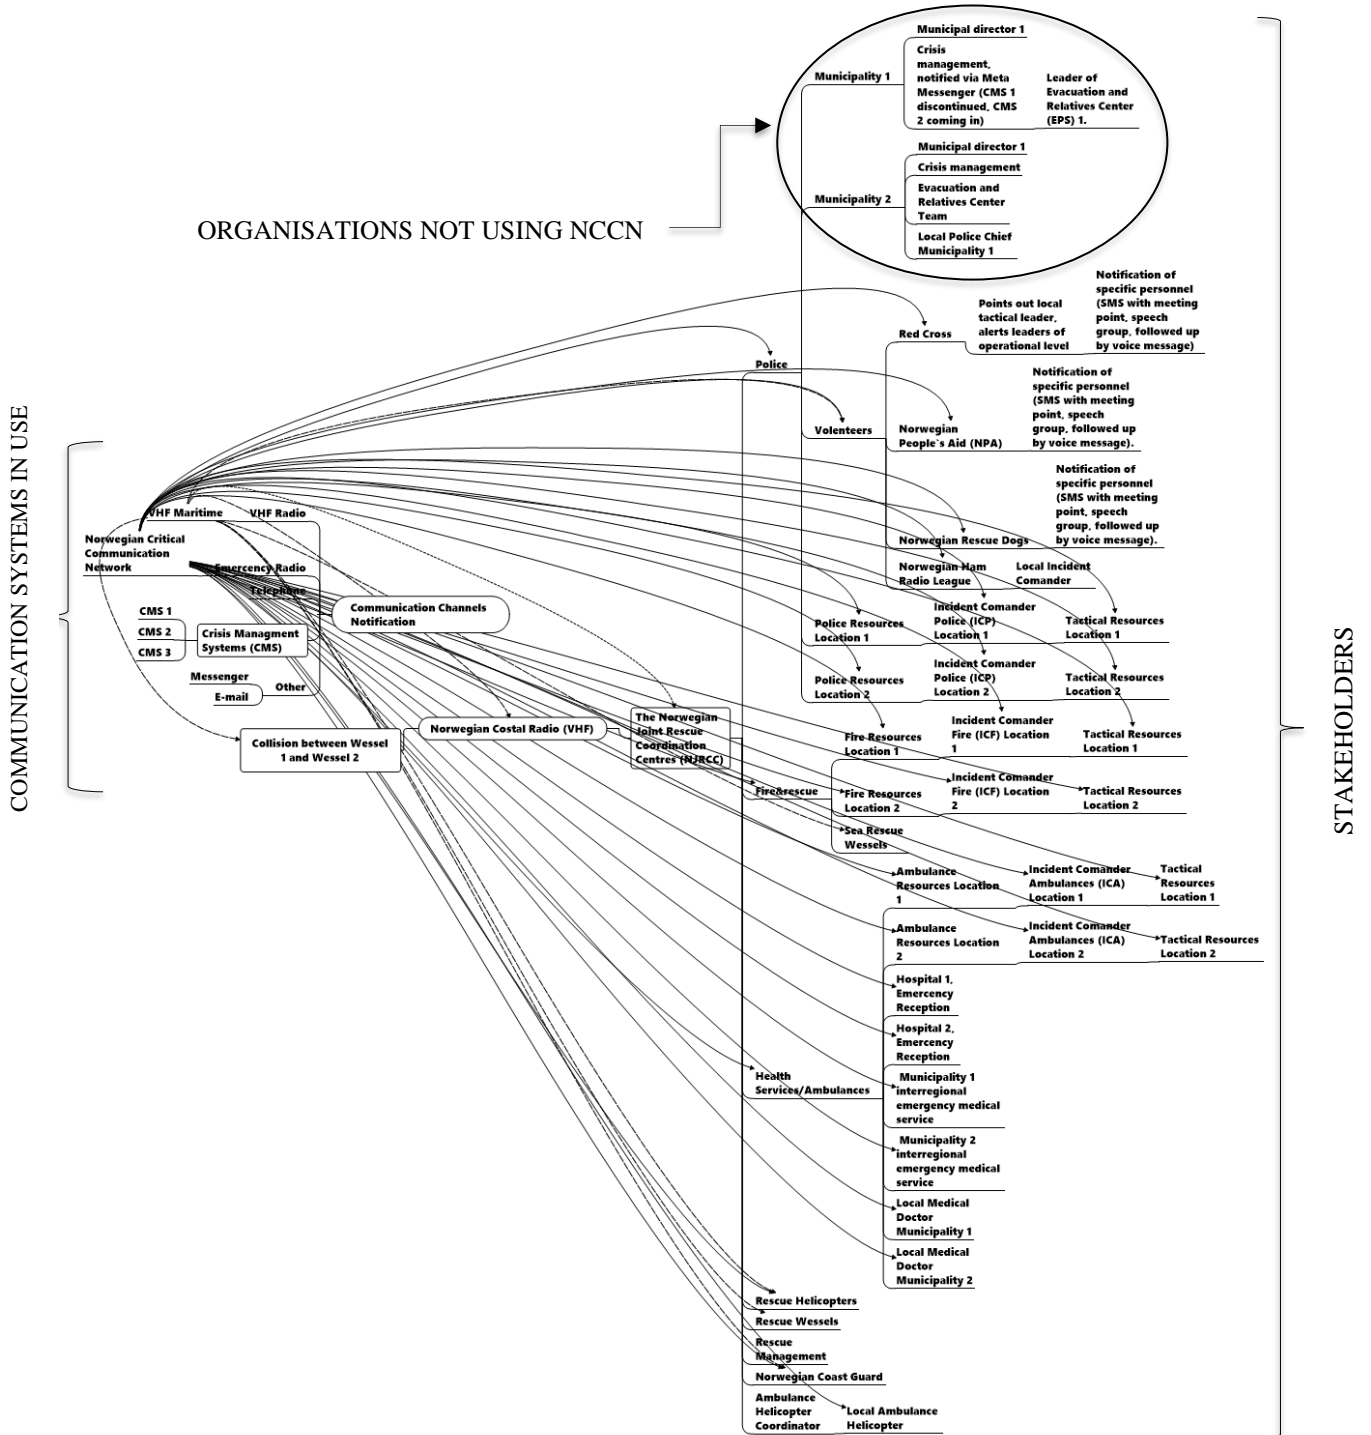 Municipal director 1
Crisis
management,
notified via Meta
Messenger (CMS 1
discontinued, CMS
2 coming in)
Municipality 1
Leader of
Evacuation and
Relatives Center
(EPS) 1.
Municipal director 1
Crisis management
Evacuation and
Relatives Center
Team
Municipality 2
Local Police Chief
Municipality 1
ORGANISATIONS NOT USING NCCN
Notification of
specific personnel
(SMS with meeting
point, speech
group, followed up
by voice message)
Points out local
tactical leader,
alerts leaders of
operational level
Red Cross
Police
Notification of
specific personnel
(SMS with meeting
point, speech
group, followed up
by voice message).
Volenteers
Norwegian
People`s Aid (NPA)
Notification of
specific personnel
(SMS with meeting
point, speech
group, followed up
by voice message).
Norwegian Rescue Dogs
Norwegian Ham
Radio League
Local Incident
Comander
COMMUNICATION SYSTEMS IN USE
VHF Maritime
VHF Radio
Norwegian Critical
Communication
Network
Emercency Radio
Telephone
Communication Channels
Notification
CMS 1
CMS 2
CMS 3
Crisis Managment
Systems (CMS)
Messenger
E-mail
Other
Collision between Wessel
1 and Wessel 2
Norwegian Costal Radio (VHF)
The Norwegian
Joint Rescue
Coordination
Centres (NJRCC)
Police Resources
Location 1
Incident Comander
Police (ICP)
Location 1
Tactical Resources
Location 1
Police Resources
Location 2
Incident Comander
Police (ICP)
Location 2
Tactical Resources
Location 2
Fire Resources
Location 1
Incident Comander
Fire (ICF) Location
1
Tactical Resources
Location 1
Fire&rescue
Fire Resources
Location 2
Incident Comander
Fire (ICF) Location
2
Tactical Resources
Location 2
Sea Rescue
Wessels
STAKEHOLDERS
Ambulance
Resources Location
1
Incident Comander
Ambulances (ICA)
Location 1
Tactical
Resources
Location 1
Ambulance
Resources Location
2
Incident Comander
Ambulances (ICA)
Location 2
Tactical Resources
Location 2
Hospital 1,
Emercency
Reception
Hospital 2,
Emercency
Reception
Health
Services/Ambulances
Municipality 1
interregional
emergency medical
service
Municipality 2
interregional
emergency medical
service
Local Medical
Doctor
Municipality 1
Local Medical
Doctor
Municipality 2
Rescue Helicopters
Rescue Wessels
Rescue
Management
Norwegian Coast Guard
Ambulance
Helicopter
Coordinator
Local Ambulance
Helicopter